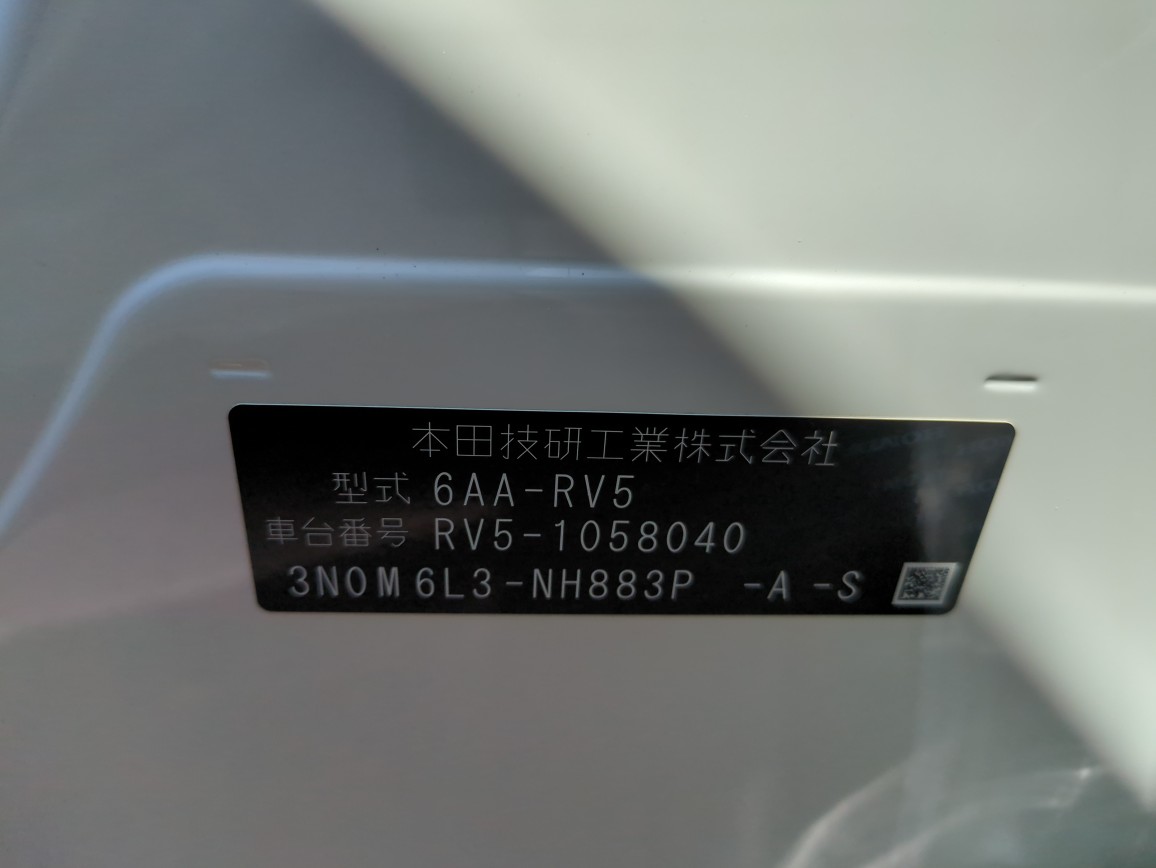 本田技研工業株式会社
型式 6AA-RV5
車台番号 RV5-1058040
3N0M6L3-NH883P -A -S